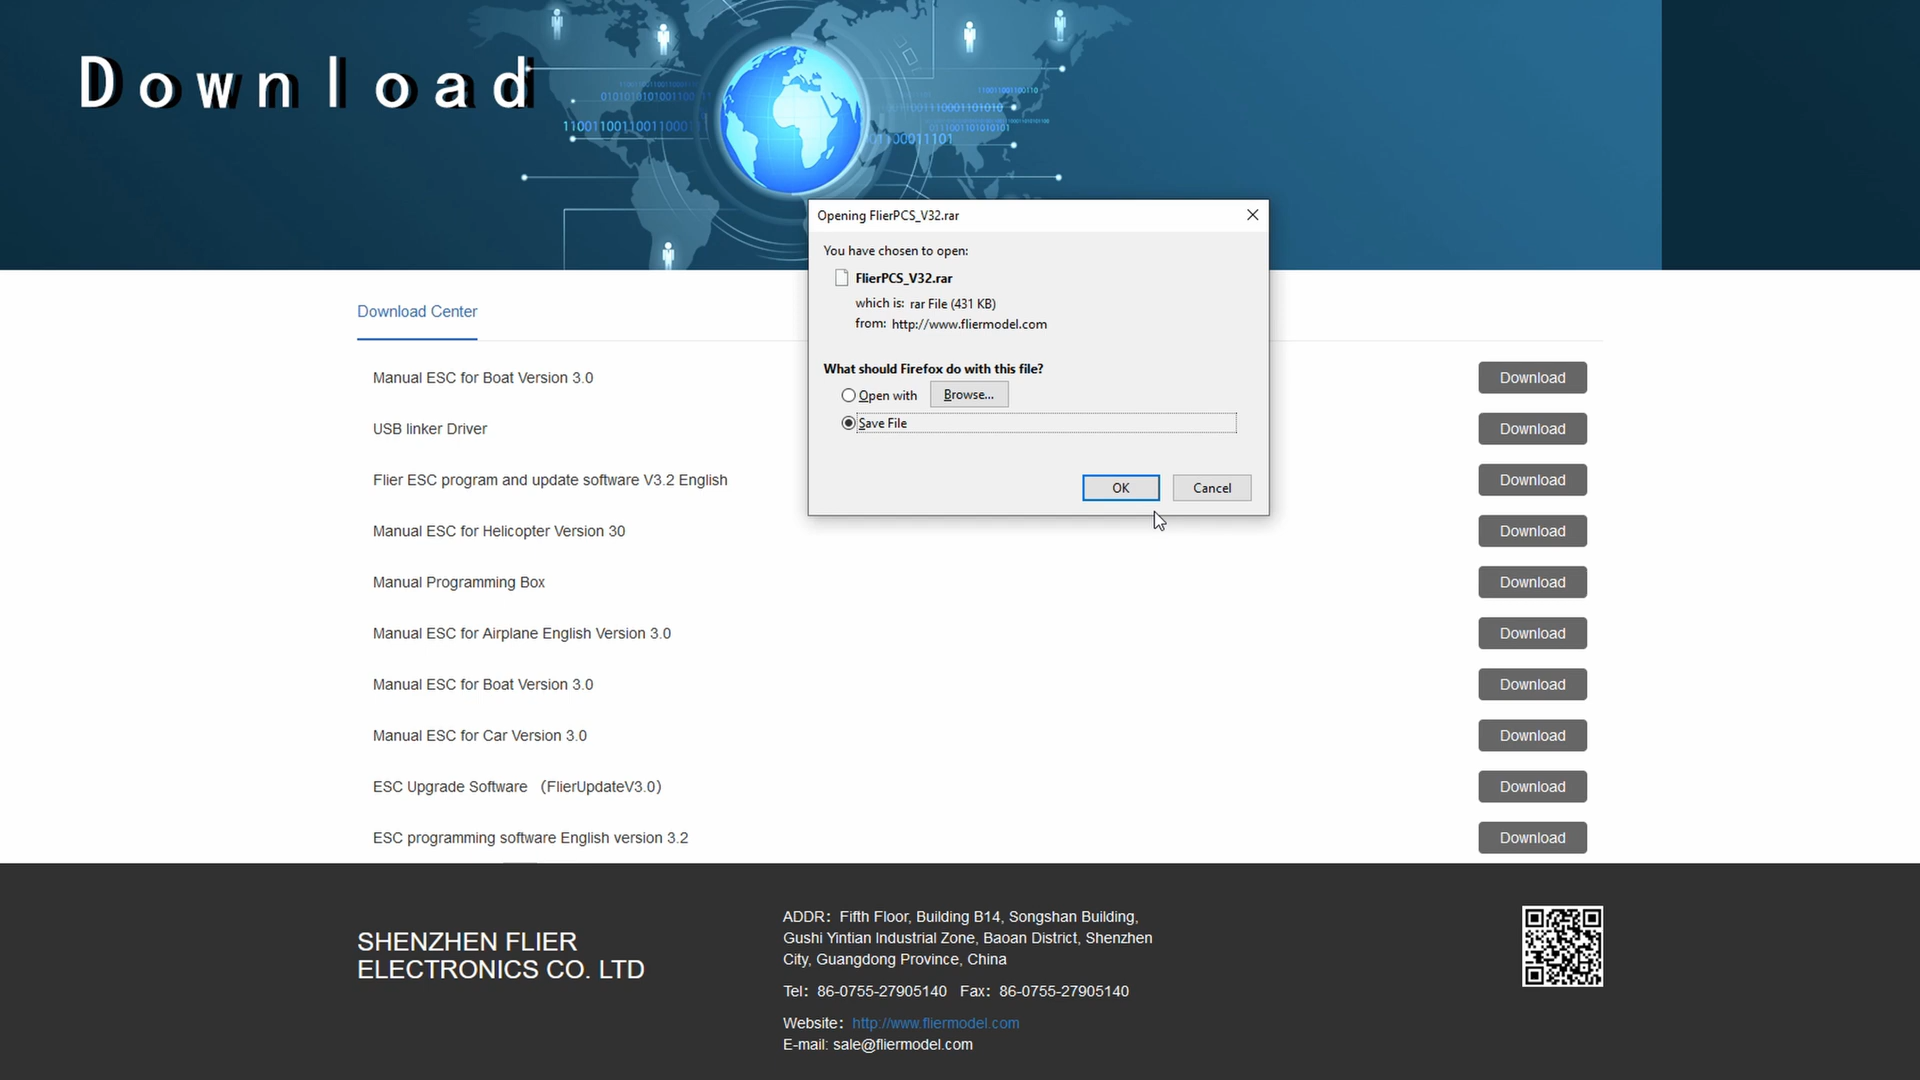 Download
Opening FlierPCS_V32.rar
You have chosen to open:
FlierPCS_V32.rar
which is: rar File (431 KB)
from: http://www.fliermodel.com
What should Firefox do with this file?
Open with
Browse...
Save File
OK
Cancel
Download Center
Manual ESC for Boat Version 3.0
Download
USB linker Driver
Download
Flier ESC program and update software V3.2 English
Download
Manual ESC for Helicopter Version 30
Download
Manual Programming Box
Download
Manual ESC for Airplane English Version 3.0
Download
Manual ESC for Boat Version 3.0
Download
Manual ESC for Car Version 3.0
Download
ESC Upgrade Software （FlierUpdateV3.0）
Download
ESC programming software English version 3.2
Download
SHENZHEN FLIER
ELECTRONICS CO. LTD
ADDR：Fifth Floor, Building B14, Songshan Building,
Gushi Yintian Industrial Zone, Baoan District, Shenzhen
City, Guangdong Province, China
Tel：86-0755-27905140 Fax：86-0755-27905140
Website：http://www.fliermodel.com
E-mail: sale@fliermodel.com